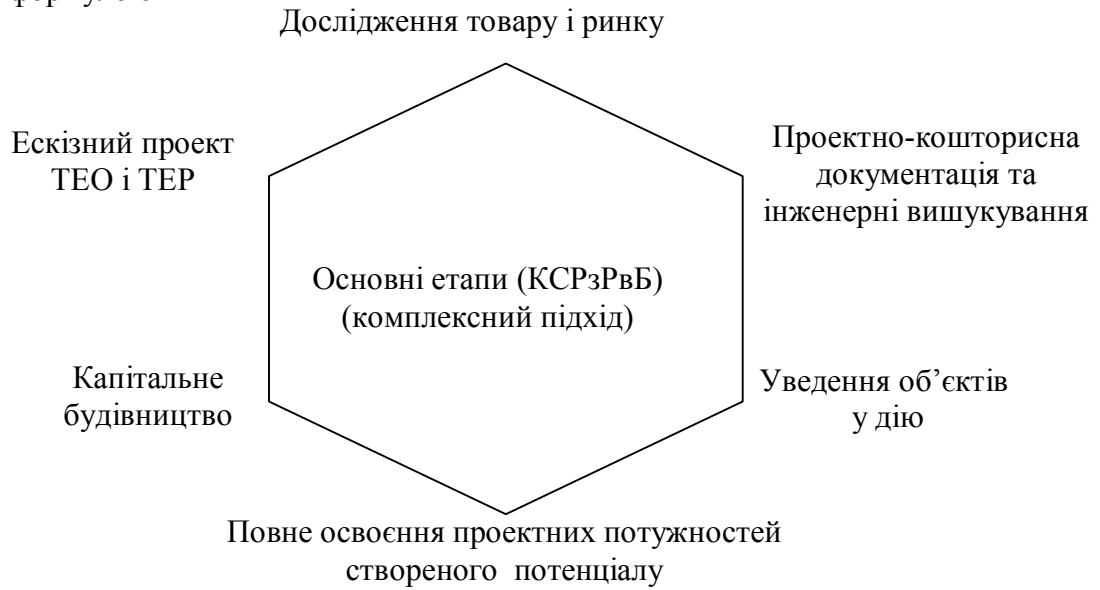 Дослідження товару і ринку
Ескізний проект
ТЕО і ТЕР
Проектно-кошторисна
документація та
інженерні вишукування
Основні етапи (КСРзРвБ)
(комплексний підхід)
Капітальне
будівництво
Уведення об’єктів
у дію
Повне освоєння проектних потужностей
створеного потенціалу